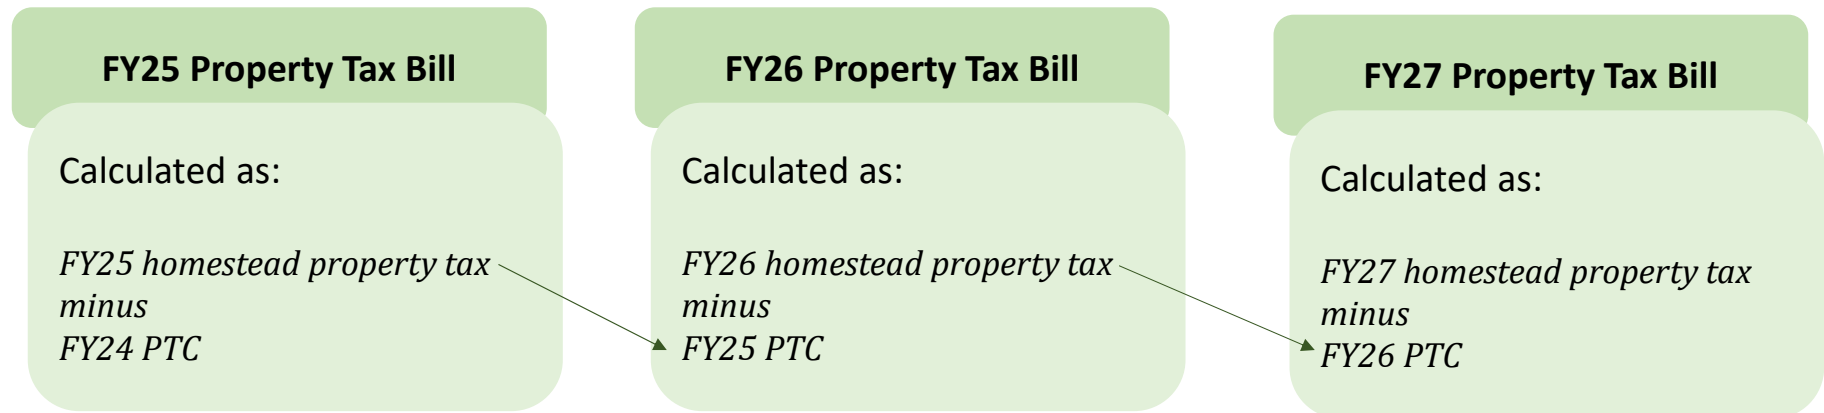 FY25 Property Tax Bill
Calculated as:
FY25 homestead property tax
minus
FY24 PTC
FY26 Property Tax Bill
Calculated as:
FY26 homestead property tax
minus
FY25 PTC
FY27 Property Tax Bill
Calculated as:
FY27 homestead property tax
minus
FY26 PTC